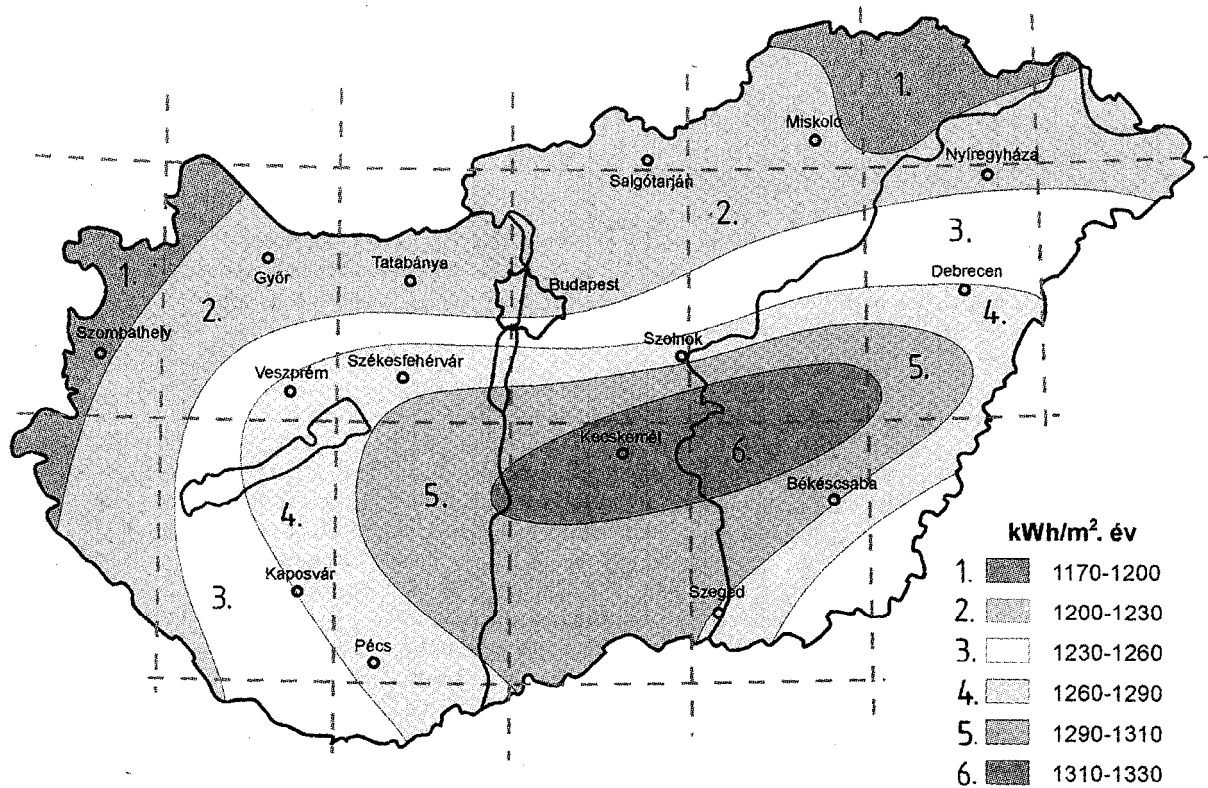 1.
Miskolc
Nyíregyháza
Salgótarján
2.
3.
1.
Győr
Tatabánya
Budapest
Debrecen
2.
4.
Szombathely
Szolnok
Veszprém
Székesfehérvár
5.
Kecskemét
6.
5.
Békéscsaba
4.
Kaposvár
3.
Szeged
Pécs
kWh/m². év
1. 1170-1200
2. 1200-1230
3. 1230-1260
4. 1260-1290
5. 1290-1310
6. 1310-1330